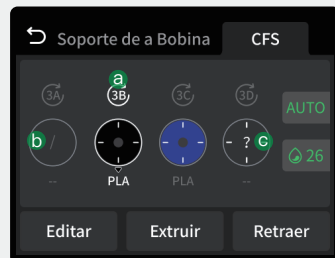 Soporte de a Bobina CFS
a
3A 3B 3C 3D
AUTO
b / ? c
26
-- PLA PLA --
Editar Extruir Retraer